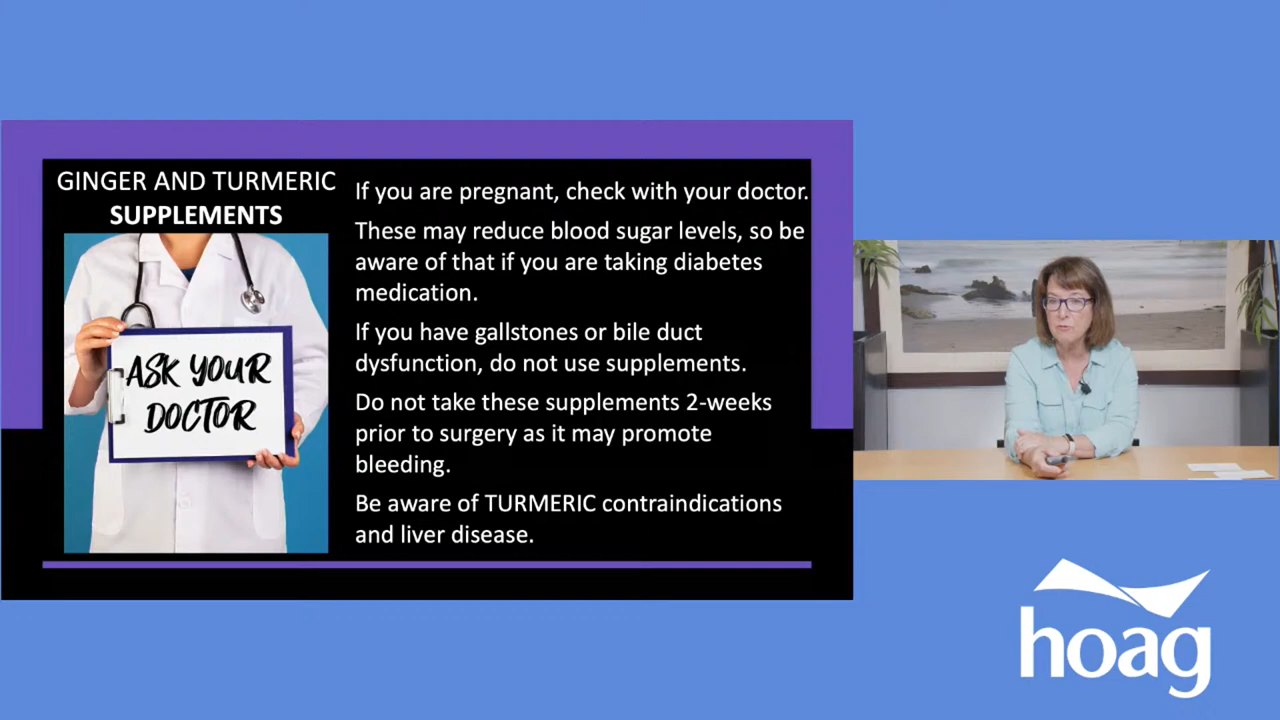 GINGER AND TURMERIC
SUPPLEMENTS
ASK YOUR
DOCTOR
If you are pregnant, check with your doctor.
These may reduce blood sugar levels, so be
aware of that if you are taking diabetes
medication.
If you have gallstones or bile duct
dysfunction, do not use supplements.
Do not take these supplements 2-weeks
prior to surgery as it may promote
bleeding.
Be aware of TURMERIC contraindications
and liver disease.
hoag